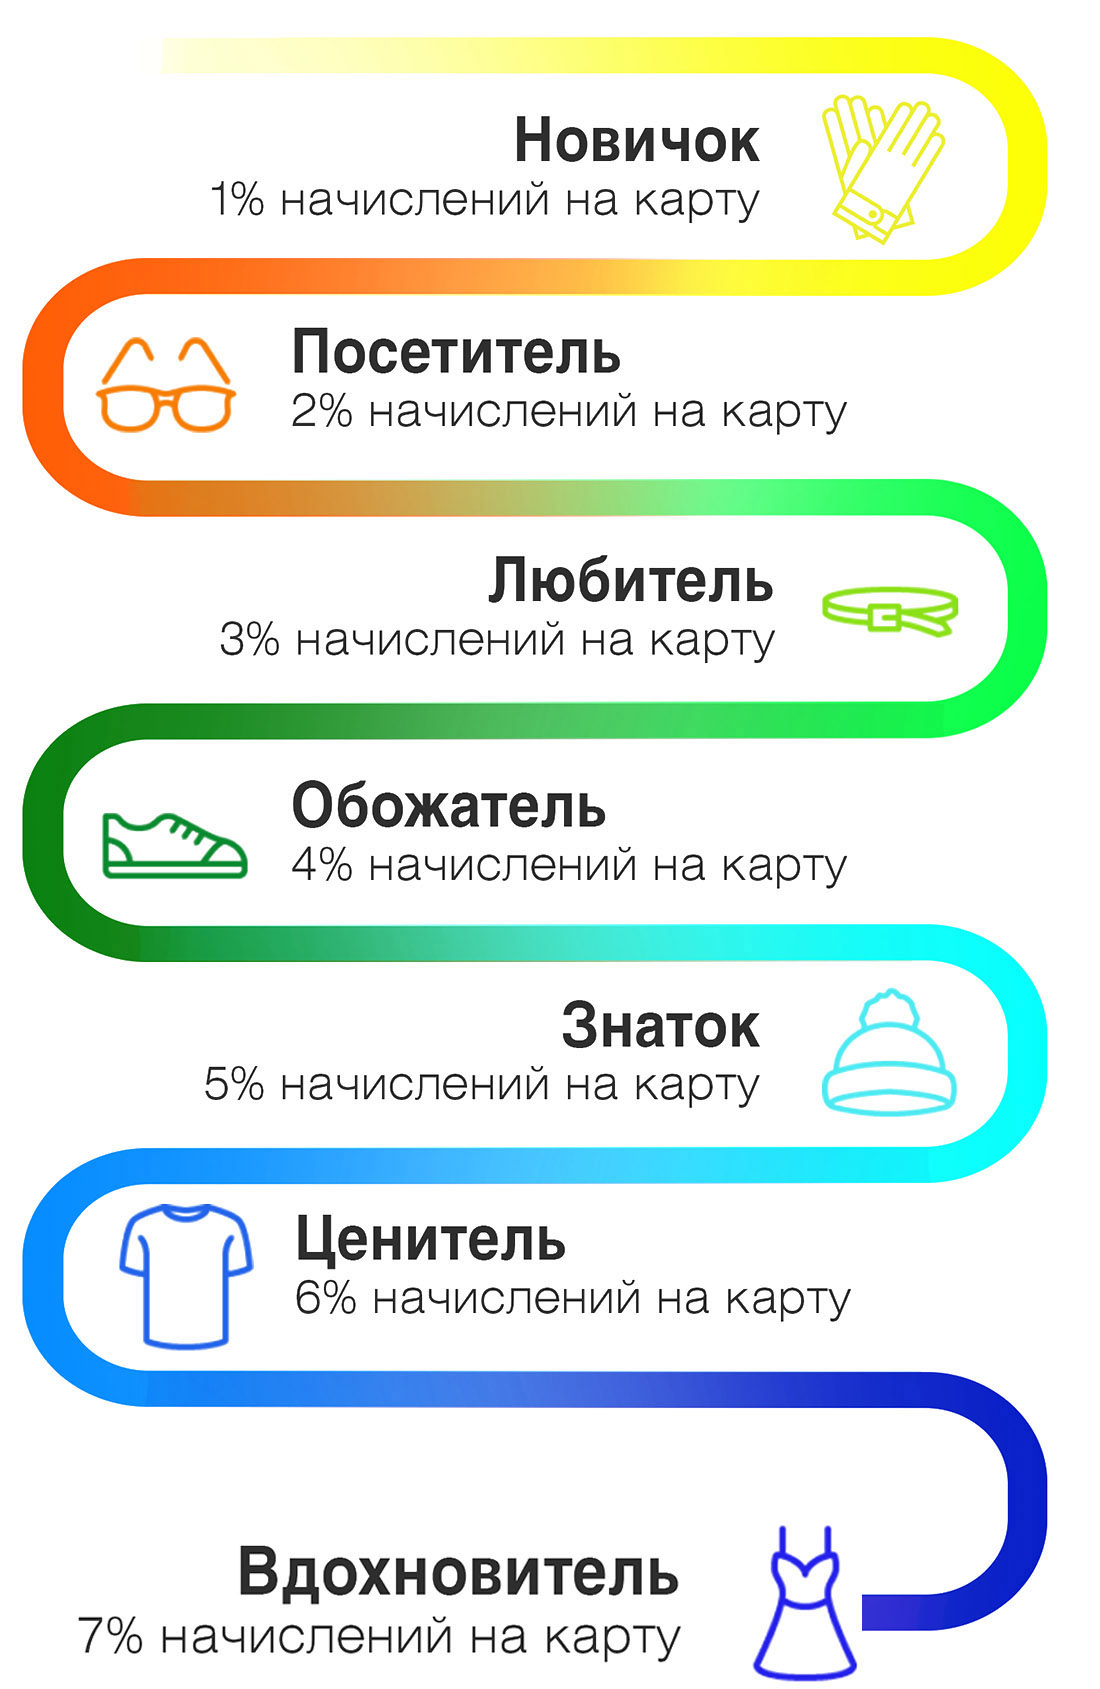 Новичок
1% начислений на карту
Посетитель
2% начислений на карту
Любитель
3% начислений на карту
Обожатель
4% начислений на карту
Знаток
5% начислений на карту
Ценитель
6% начислений на карту
Вдохновитель
7% начислений на карту